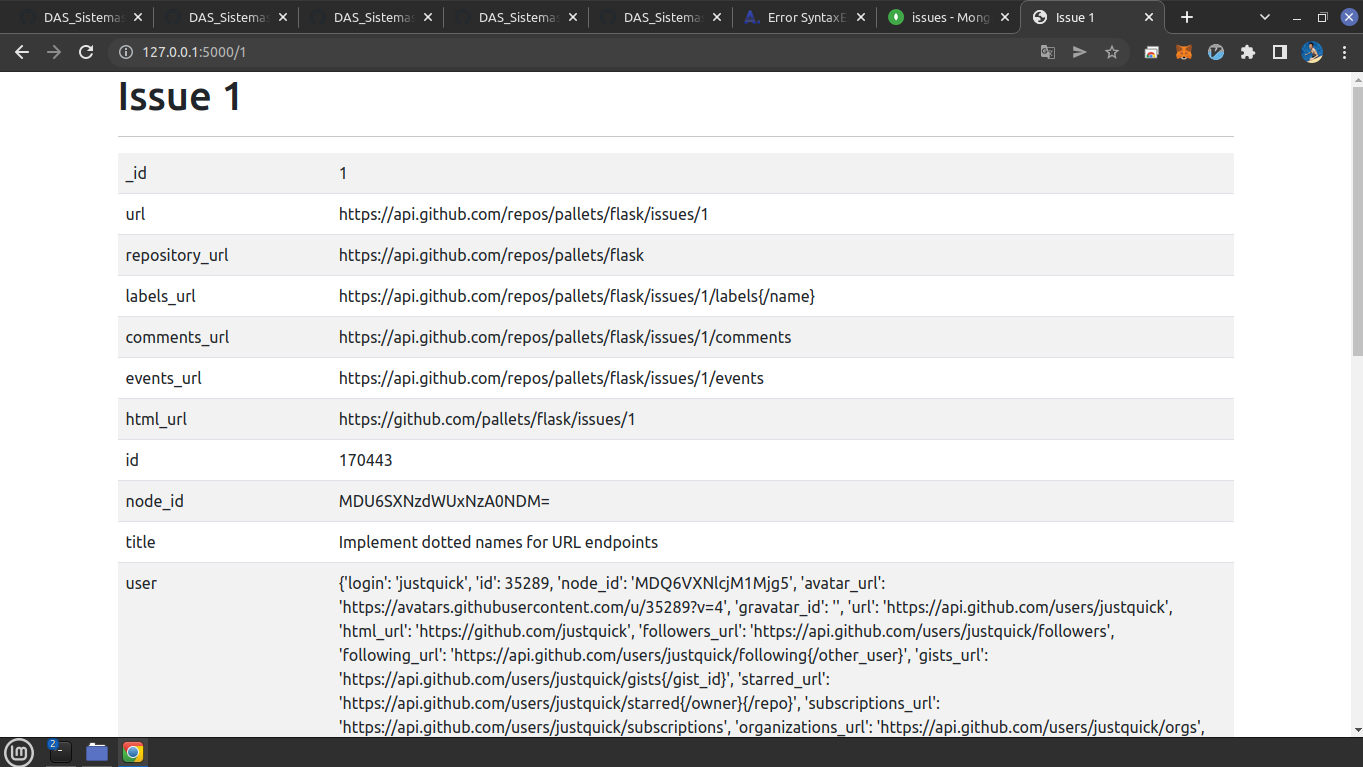 DAS_Sistemas
DAS_Sistemas
DAS_Sistemas
DAS_Sistemas
DAS_Sistemas
Error SyntaxE
issues - Mong
Issue 1
127.0.0.1:5000/1
Issue 1
_id 1
url https://api.github.com/repos/pallets/flask/issues/1
repository_url https://api.github.com/repos/pallets/flask
labels_url https://api.github.com/repos/pallets/flask/issues/1/labels{/name}
comments_url https://api.github.com/repos/pallets/flask/issues/1/comments
events_url https://api.github.com/repos/pallets/flask/issues/1/events
html_url https://github.com/pallets/flask/issues/1
id 170443
node_id MDU6SXNzdWUxNzA0NDM=
title Implement dotted names for URL endpoints
user {'login': 'justquick', 'id': 35289, 'node_id': 'MDQ6VXNlcjM1Mjg5', 'avatar_url':
'https://avatars.githubusercontent.com/u/35289?v=4', 'gravatar_id': '', 'url': 'https://api.github.com/users/justquick',
'html_url': 'https://github.com/justquick', 'followers_url': 'https://api.github.com/users/justquick/followers',
'following_url': 'https://api.github.com/users/justquick/following{/other_user}', 'gists_url':
'https://api.github.com/users/justquick/gists{/gist_id}', 'starred_url':
'https://api.github.com/users/justquick/starred{/owner}{/repo}', 'subscriptions_url':
'https://api.github.com/users/justquick/subscriptions', 'organizations_url': 'https://api.github.com/users/justquick/orgs',
2